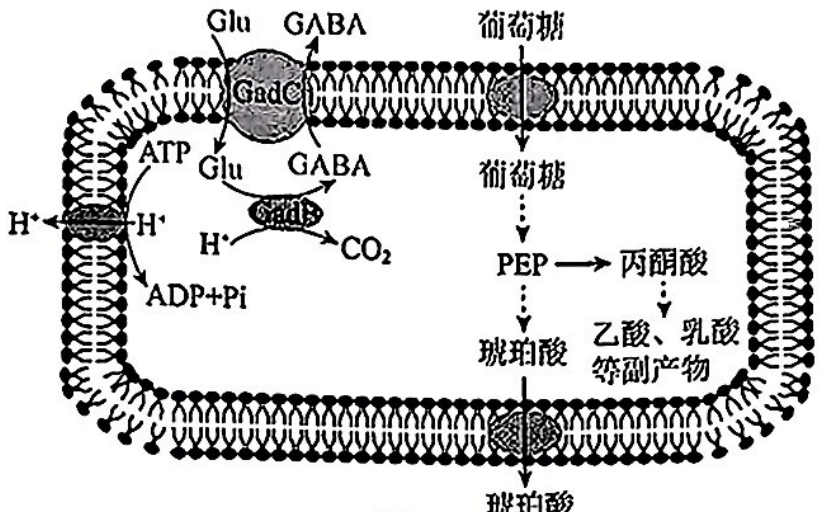 Glu GABA 葡萄糖
GadC
ATP Glu GABA 葡萄糖
H⁺ H⁺
H⁺ CO₂
ADP+Pi
PEP 丙酮酸
琥珀酸 乙酸、乳酸
等副产物
琥珀酸